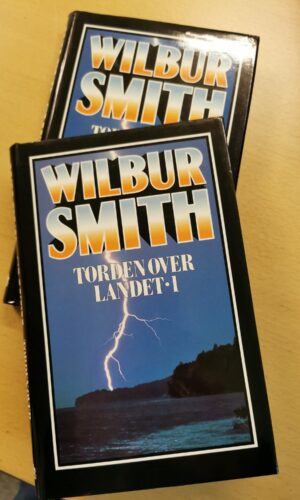 WILBUR
SMITH
WILBUR
SMITH
TORDEN OVER
LANDET•1